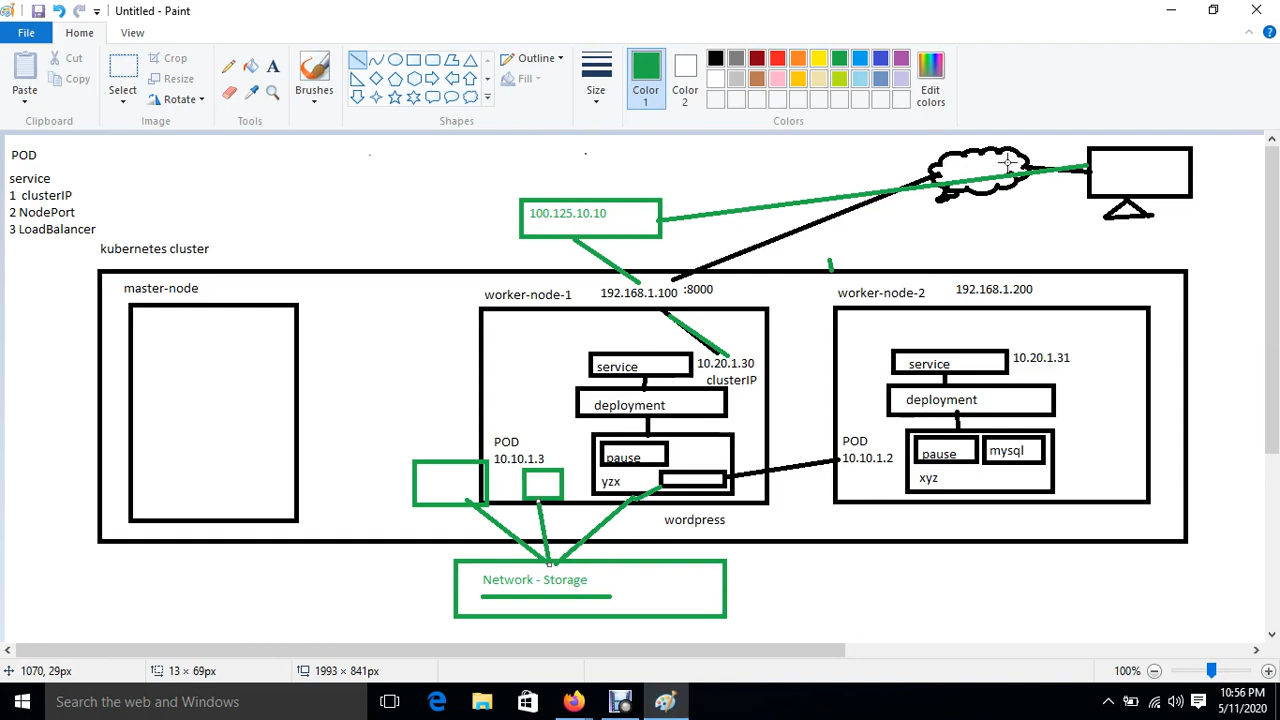 Untitled - Paint
File
Home
View
Paste
Cut
Copy
Clipboard
Select
Crop
Resize
Rotate
Image
A
Tools
Brushes
Outline
Fill
Shapes
Size
Color 1
Color 2
Edit colors
Colors
POD
service
1 clusterIP
2 NodePort
3 LoadBalancer
kubernetes cluster
100.125.10.10
master-node
worker-node-1
192.168.1.100
:8000
worker-node-2
192.168.1.200
service
10.20.1.30
clusterIP
deployment
POD
10.10.1.3
pause
yzx
wordpress
service
10.20.1.31
deployment
POD
10.10.1.2
pause
mysql
xyz
Network - Storage
1070, 29px
13 × 69px
1993 × 841px
100%
Search the web and Windows
10:56 PM
5/11/2020